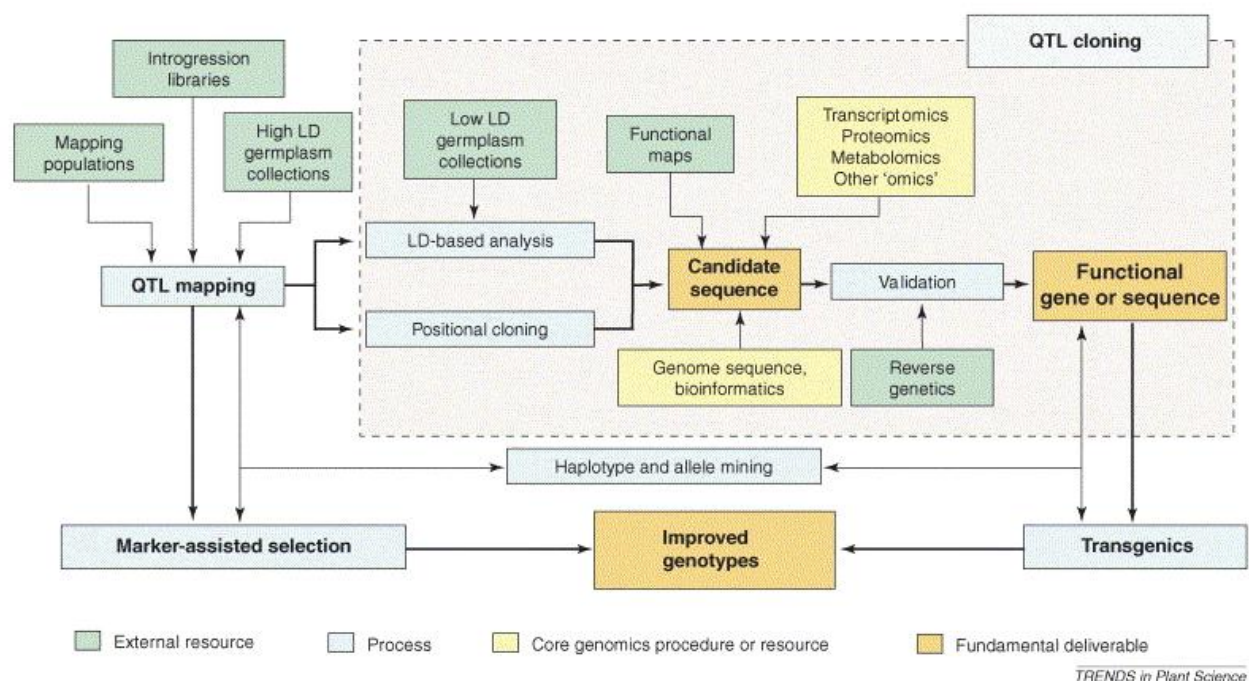 QTL cloning
Introgression
libraries
Mapping
populations
High LD
germplasm
collections
Low LD
germplasm
collections
Functional
maps
Transcriptomics
Proteomics
Metabolomics
Other ‘omics’
LD-based analysis
QTL mapping
Candidate
sequence
Validation
Functional
gene or sequence
Positional cloning
Genome sequence,
bioinformatics
Reverse
genetics
Haplotype and allele mining
Marker-assisted selection
Improved
genotypes
Transgenics
External resource
Process
Core genomics procedure or resource
Fundamental deliverable
TRENDS in Plant Science